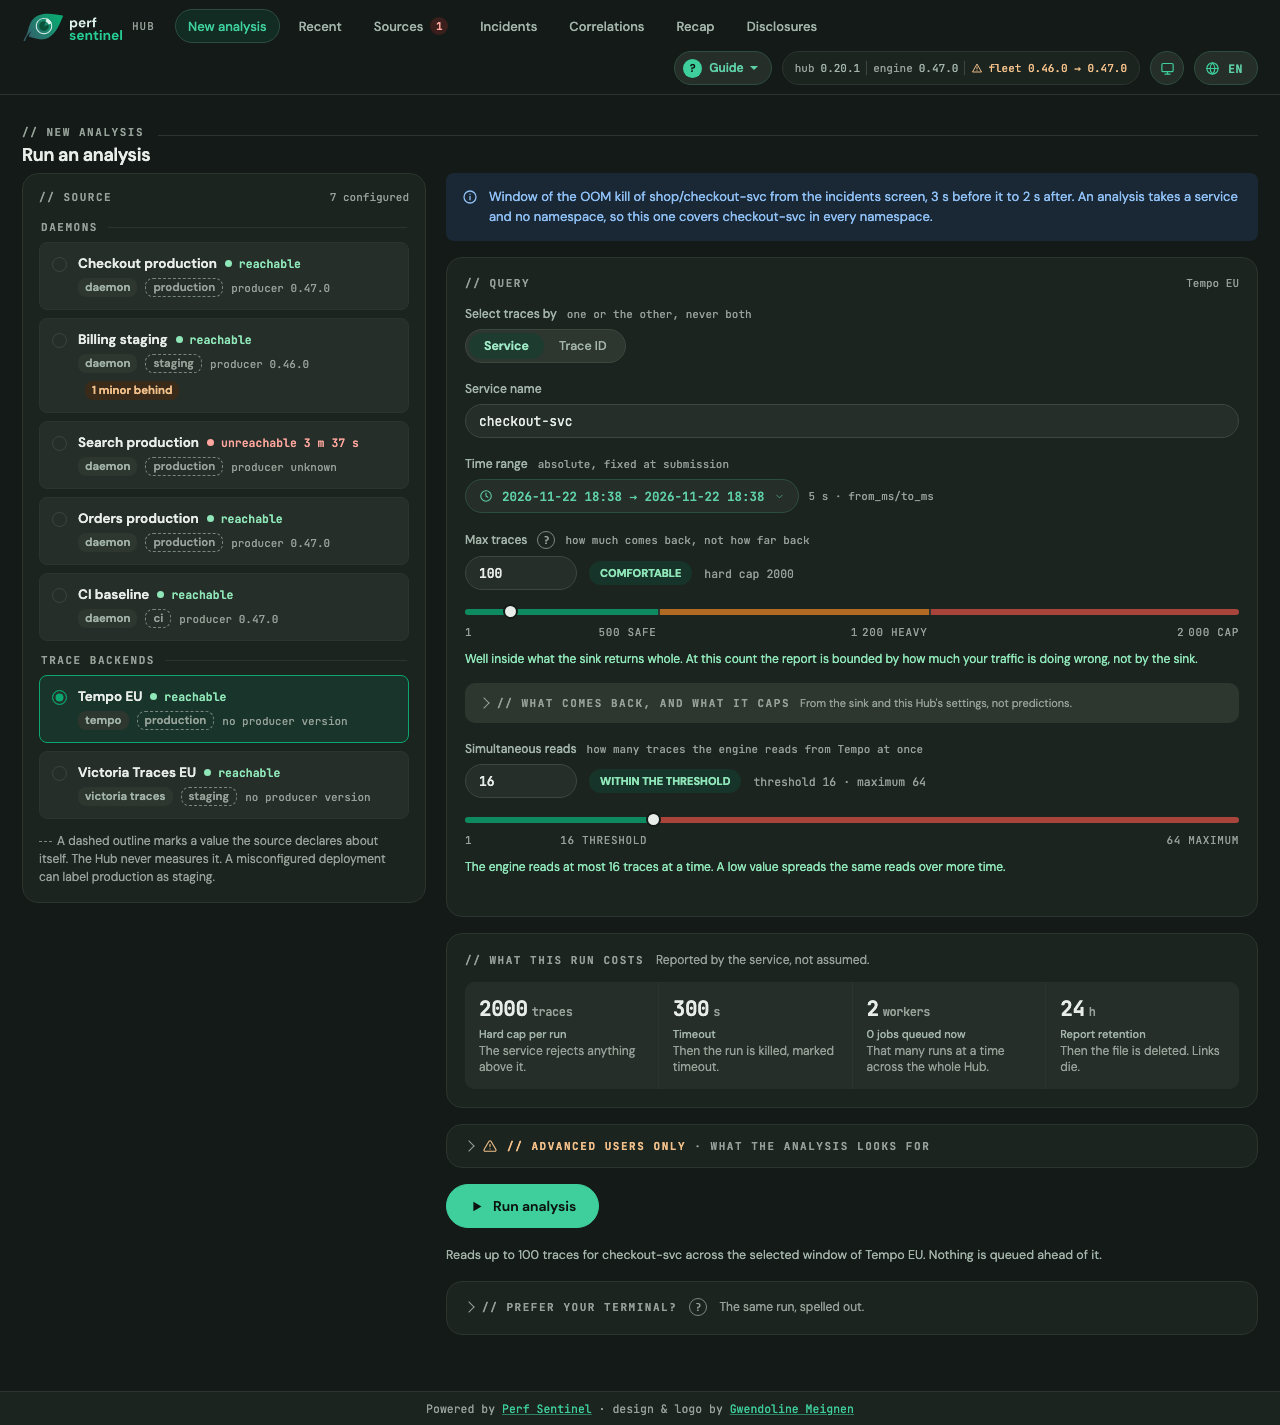 perf
sentinel
HUB
New analysis
Recent
Sources 1
Incidents
Correlations
Recap
Disclosures
? Guide
hub 0.20.1
engine 0.47.0
fleet 0.46.0 → 0.47.0
EN
// NEW ANALYSIS
Run an analysis
// SOURCE
7 configured
DAEMONS
Checkout production
reachable
daemon
production
producer 0.47.0
Billing staging
reachable
daemon
staging
producer 0.46.0
1 minor behind
Search production
unreachable 3 m 37 s
daemon
production
producer unknown
Orders production
reachable
daemon
production
producer 0.47.0
CI baseline
reachable
daemon
ci
producer 0.47.0
TRACE BACKENDS
Tempo EU
reachable
tempo
production
no producer version
Victoria Traces EU
reachable
victoria traces
staging
no producer version
--- A dashed outline marks a value the source declares about
itself. The Hub never measures it. A misconfigured deployment
can label production as staging.
Window of the OOM kill of shop/checkout-svc from the incidents screen, 3 s before it to 2 s after. An analysis takes a service
and no namespace, so this one covers checkout-svc in every namespace.
// QUERY
Tempo EU
Select traces by one or the other, never both
Service
Trace ID
Service name
checkout-svc
Time range absolute, fixed at submission
2026-11-22 18:38 → 2026-11-22 18:38
5 s · from_ms/to_ms
Max traces ? how much comes back, not how far back
100
COMFORTABLE
hard cap 2000
1
500 SAFE
1 200 HEAVY
2 000 CAP
Well inside what the sink returns whole. At this count the report is bounded by how much your traffic is doing wrong, not by the sink.
// WHAT COMES BACK, AND WHAT IT CAPS From the sink and this Hub's settings, not predictions.
Simultaneous reads how many traces the engine reads from Tempo at once
16
WITHIN THE THRESHOLD
threshold 16 · maximum 64
1
16 THRESHOLD
64 MAXIMUM
The engine reads at most 16 traces at a time. A low value spreads the same reads over more time.
// WHAT THIS RUN COSTS Reported by the service, not assumed.
2000 traces
Hard cap per run
The service rejects anything
above it.
300 s
Timeout
Then the run is killed, marked
timeout.
2 workers
0 jobs queued now
That many runs at a time
across the whole Hub.
24 h
Report retention
Then the file is deleted. Links
die.
// ADVANCED USERS ONLY · WHAT THE ANALYSIS LOOKS FOR
Run analysis
Reads up to 100 traces for checkout-svc across the selected window of Tempo EU. Nothing is queued ahead of it.
// PREFER YOUR TERMINAL? ? The same run, spelled out.
Powered by Perf Sentinel · design & logo by Gwendoline Meignen